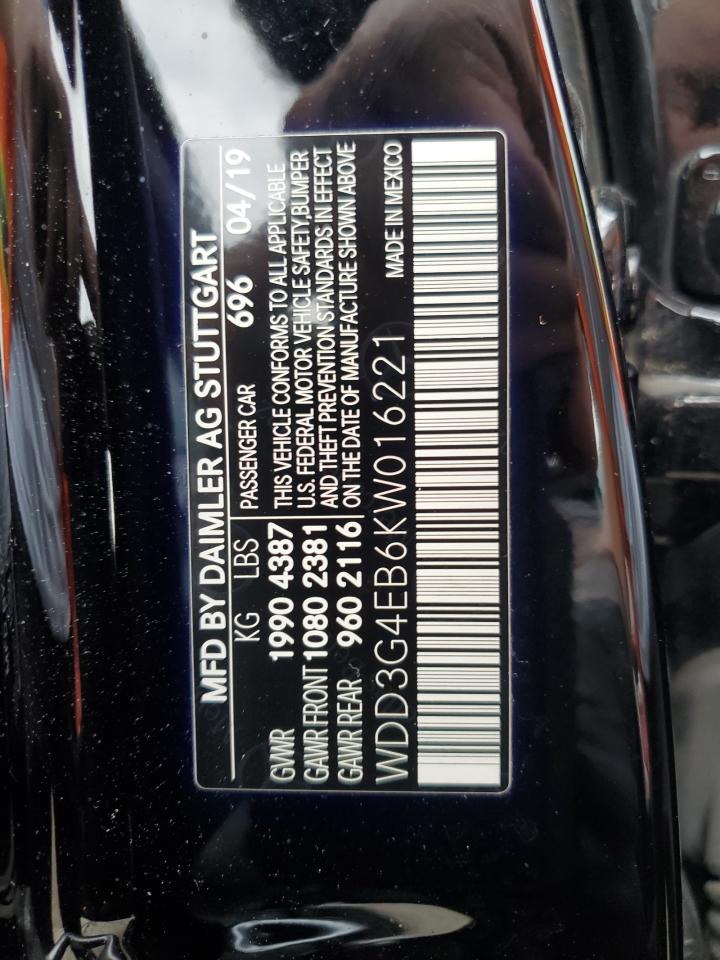 MFD BY DAIMLER AG STUTTGART
KG LBS PASSENGER CAR 696 04/19
GVWR 1990 4387 THIS VEHICLE CONFORMS TO ALL APPLICABLE
GAWR FRONT 1080 2381 U.S. FEDERAL MOTOR VEHICLE SAFETY,BUMPER
AND THEFT PREVENTION STANDARDS IN EFFECT
GAWR REAR 960 2116 ON THE DATE OF MANUFACTURE SHOWN ABOVE
WDD3G4EB6KW016221 MADE IN MEXICO